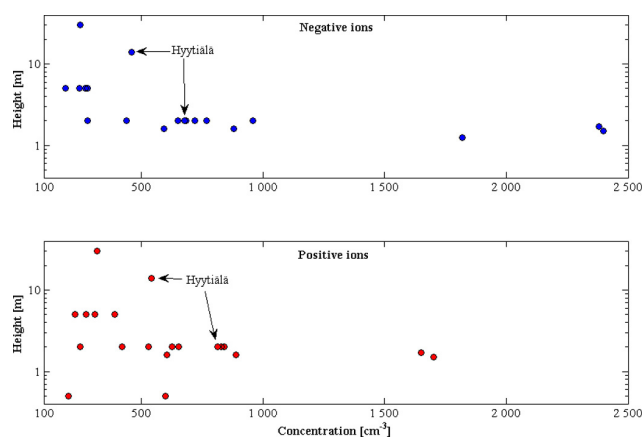 Negative ions
Hyytiälä
Height [m]
10
1
100
500
1 000
1 500
2 000
2 500
Positive ions
Hyytiälä
Height [m]
10
1
100
500
1 000
1 500
2 000
2 500
Concentration [cm⁻³]